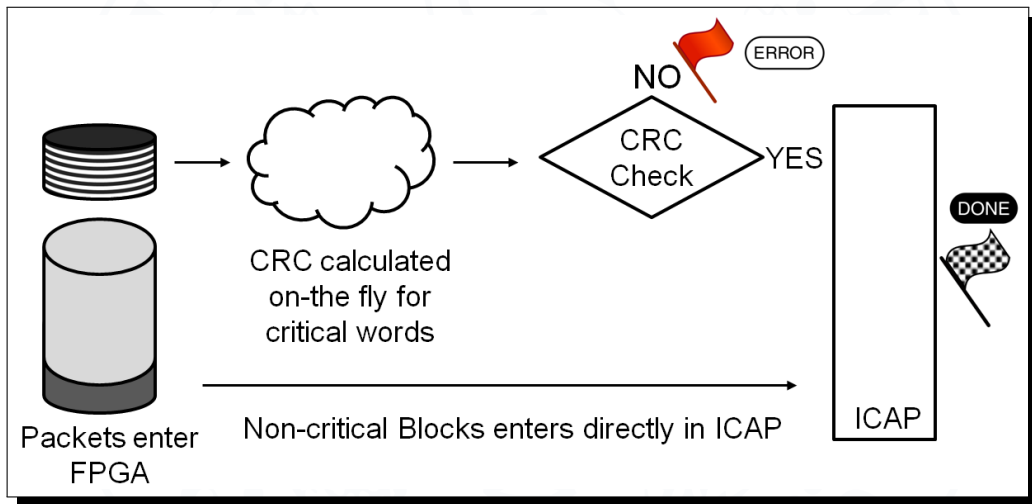 NO
ERROR
CRC
Check
YES
CRC calculated
on-the fly for
critical words
DONE
Packets enter
FPGA
Non-critical Blocks enters directly in ICAP
ICAP